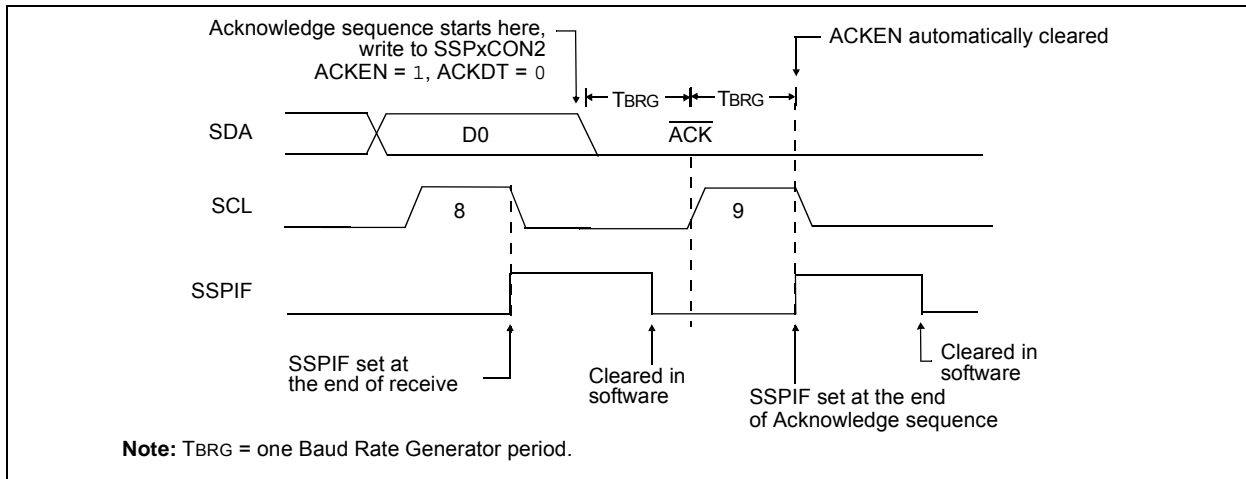 Acknowledge sequence starts here,
write to SSPxCON2
ACKEN = 1, ACKDT = 0
ACKEN automatically cleared
TBRG
TBRG
SDA
D0
ACK
SCL
8
9
SSPIF
SSPIF set at
the end of receive
Cleared in
software
SSPIF set at the end
of Acknowledge sequence
Cleared in
software
Note: TBRG = one Baud Rate Generator period.